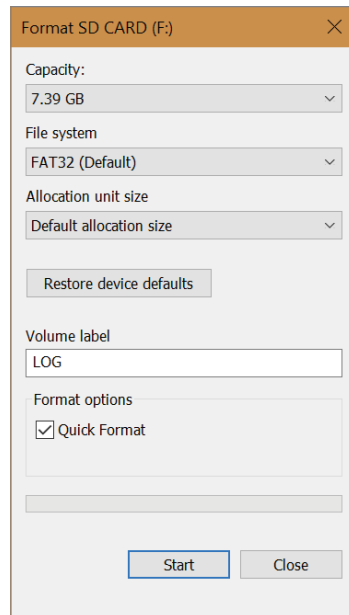 Format SD CARD (F:)
Capacity:
7.39 GB
File system
FAT32 (Default)
Allocation unit size
Default allocation size
Restore device defaults
Volume label
LOG
Format options
Quick Format
Start
Close